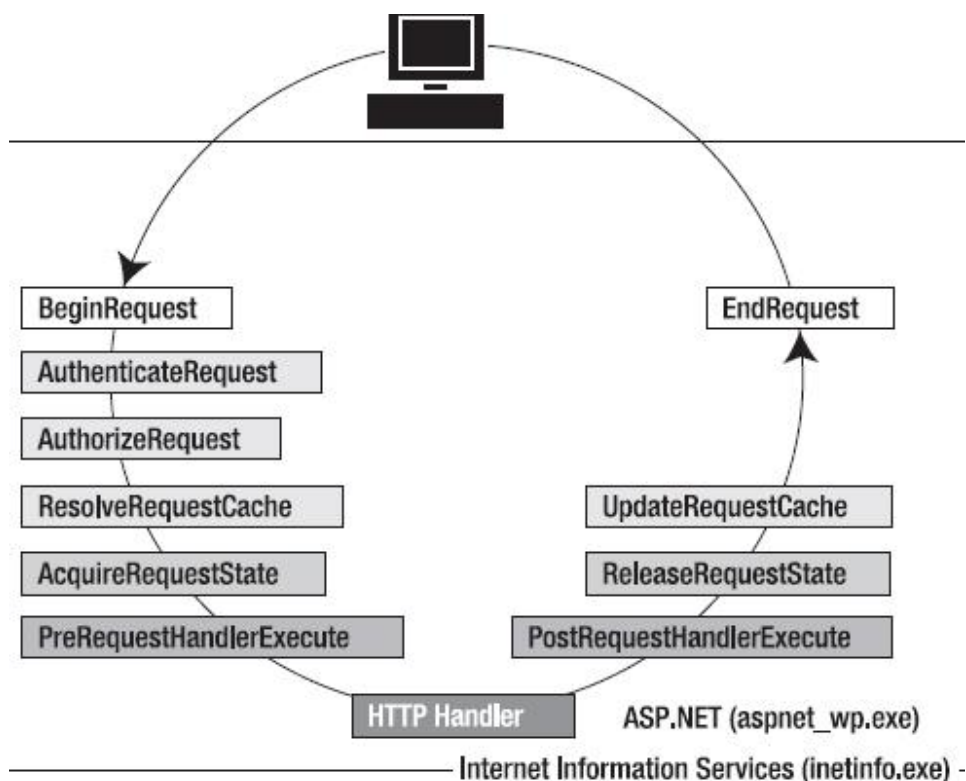 BeginRequest
EndRequest
AuthenticateRequest
AuthorizeRequest
ResolveRequestCache
UpdateRequestCache
AcquireRequestState
ReleaseRequestState
PreRequestHandlerExecute
PostRequestHandlerExecute
HTTP Handler
ASP.NET (aspnet_wp.exe)
Internet Information Services (inetinfo.exe)